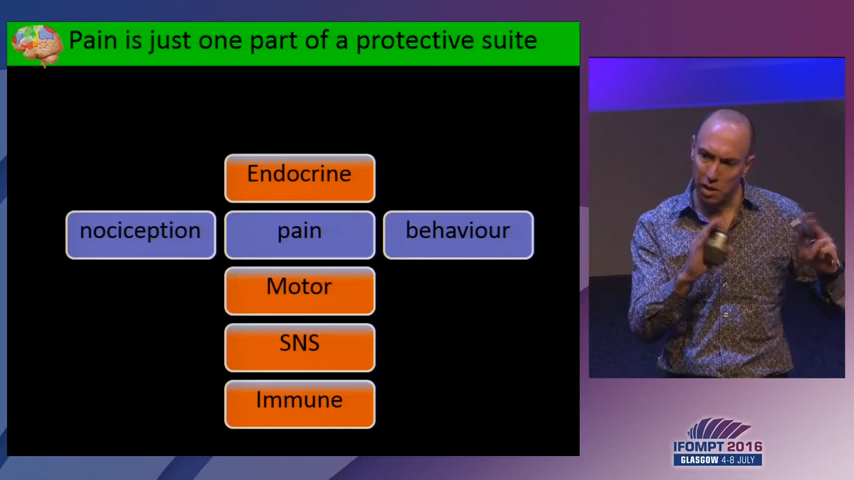 Pain is just one part of a protective suite
Endocrine
nociception
pain
behaviour
Motor
SNS
Immune
IFOMPT 2016
GLASGOW 4-8 JULY